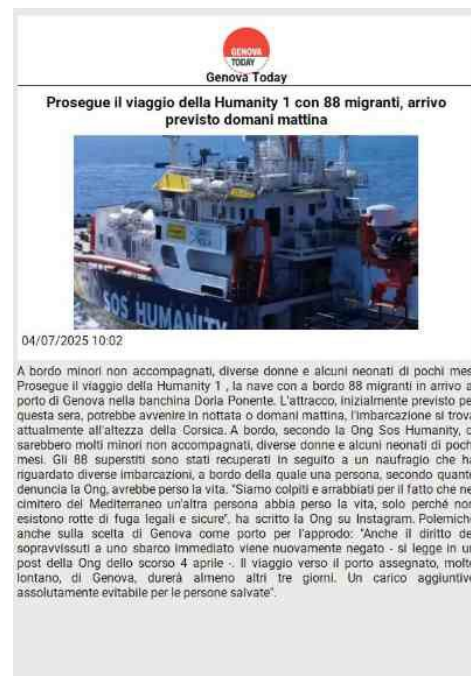 GENOVA
TODAY
Genova Today
Prosegue il viaggio della Humanity 1 con 88 migranti, arrivo
previsto domani mattina
SOS HUMANITY
04/07/2025 10:02
A bordo minori non accompagnati, diverse donne e alcuni neonati di pochi mes
Prosegue il viaggio della Humanity 1 , la nave con a bordo 88 migranti in arrivo a
porto di Genova nella banchina Doria Ponente. L'attracco, inizialmente previsto pe
questa sera, potrebbe avvenire in nottata o domani mattina, l'imbarcazione si trova
attualmente all'altezza della Corsica. A bordo, secondo la Ong Sos Humanity, c
sarebbero molti minori non accompagnati, diverse donne e alcuni neonati di poch
mesi. Gli 88 superstiti sono stati recuperati in seguito a un naufragio che ha
riguardato diverse imbarcazioni, a bordo della quale una persona, secondo quanto
denuncia la Ong, avrebbe perso la vita. "Siamo colpiti e arrabbiati per il fatto che ne
cimitero del Mediterraneo un'altra persona abbia perso la vita, solo perché non
esistono rotte di fuga legali e sicure", ha scritto la Ong su Instagram. Polemich
anche sulla scelta di Genova come porto per l'approdo: "Anche il diritto de
sopravvissuti a uno sbarco immediato viene nuovamente negato - si legge in un
post della Ong dello scorso 4 aprile -. Il viaggio verso il porto assegnato, molto
lontano, di Genova, durerà almeno altri tre giorni. Un carico aggiuntivo
assolutamente evitabile per le persone salvate".